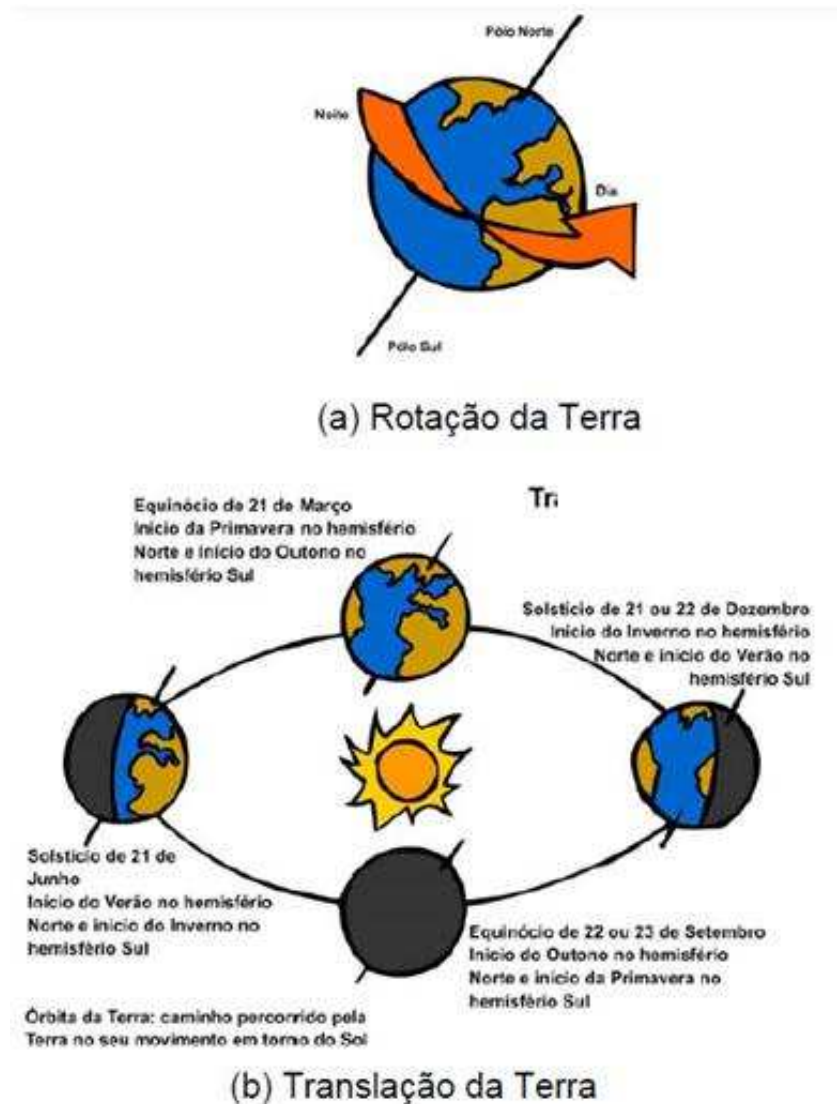 Pólo Norte
Noite
Dia
Pólo Sul
(a) Rotação da Terra
Tra
Equinócio de 21 de Março
Início da Primavera no hemisfério
Norte e início do Outono no
hemisfério Sul
Solstício de 21 ou 22 de Dezembro
Início do Inverno no hemisfério
Norte e início do Verão no
hemisfério Sul
Solstício de 21 de
Junho
Início do Verão no hemisfério
Norte e início do Inverno no
hemisfério Sul
Equinócio de 22 ou 23 de Setembro
Início do Outono no hemisfério
Norte e início da Primavera no
hemisfério Sul
Órbita da Terra: caminho percorrido pela
Terra no seu movimento em torno do Sol
(b) Translação da Terra